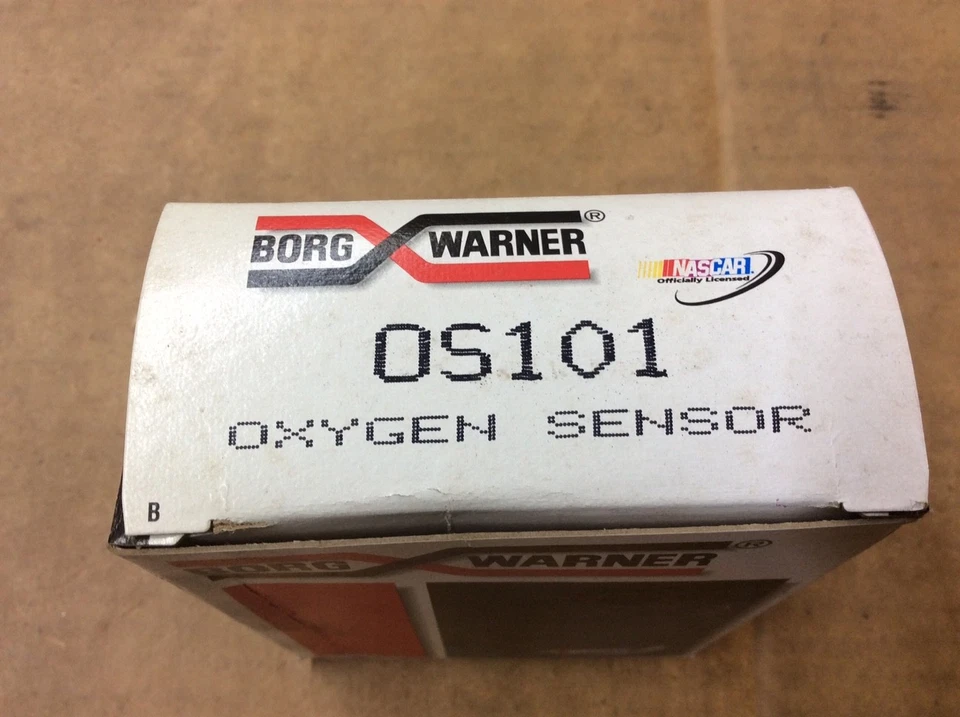 BORG WARNER®
NASCAR.
Officially Licensed
OS101
OXYGEN SENSOR
B
BORG WARNER®